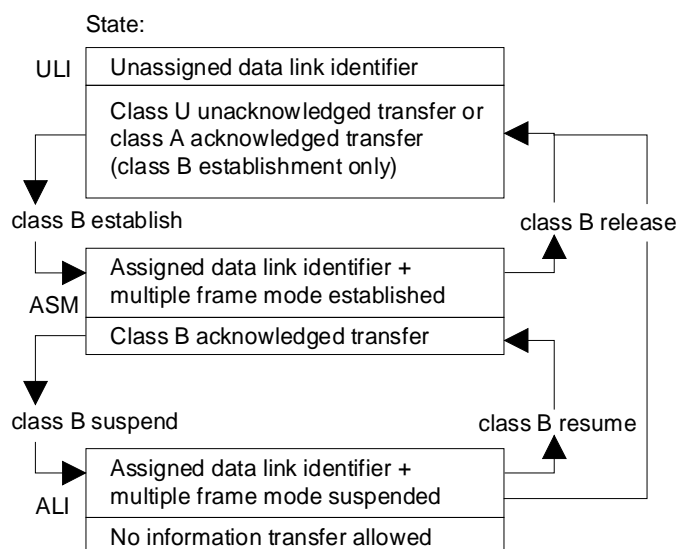 State:
ULI
Unassigned data link identifier
Class U unacknowledged transfer or
class A acknowledged transfer
(class B establishment only)
class B establish
class B release
ASM
Assigned data link identifier +
multiple frame mode established
Class B acknowledged transfer
class B suspend
class B resume
ALI
Assigned data link identifier +
multiple frame mode suspended
No information transfer allowed